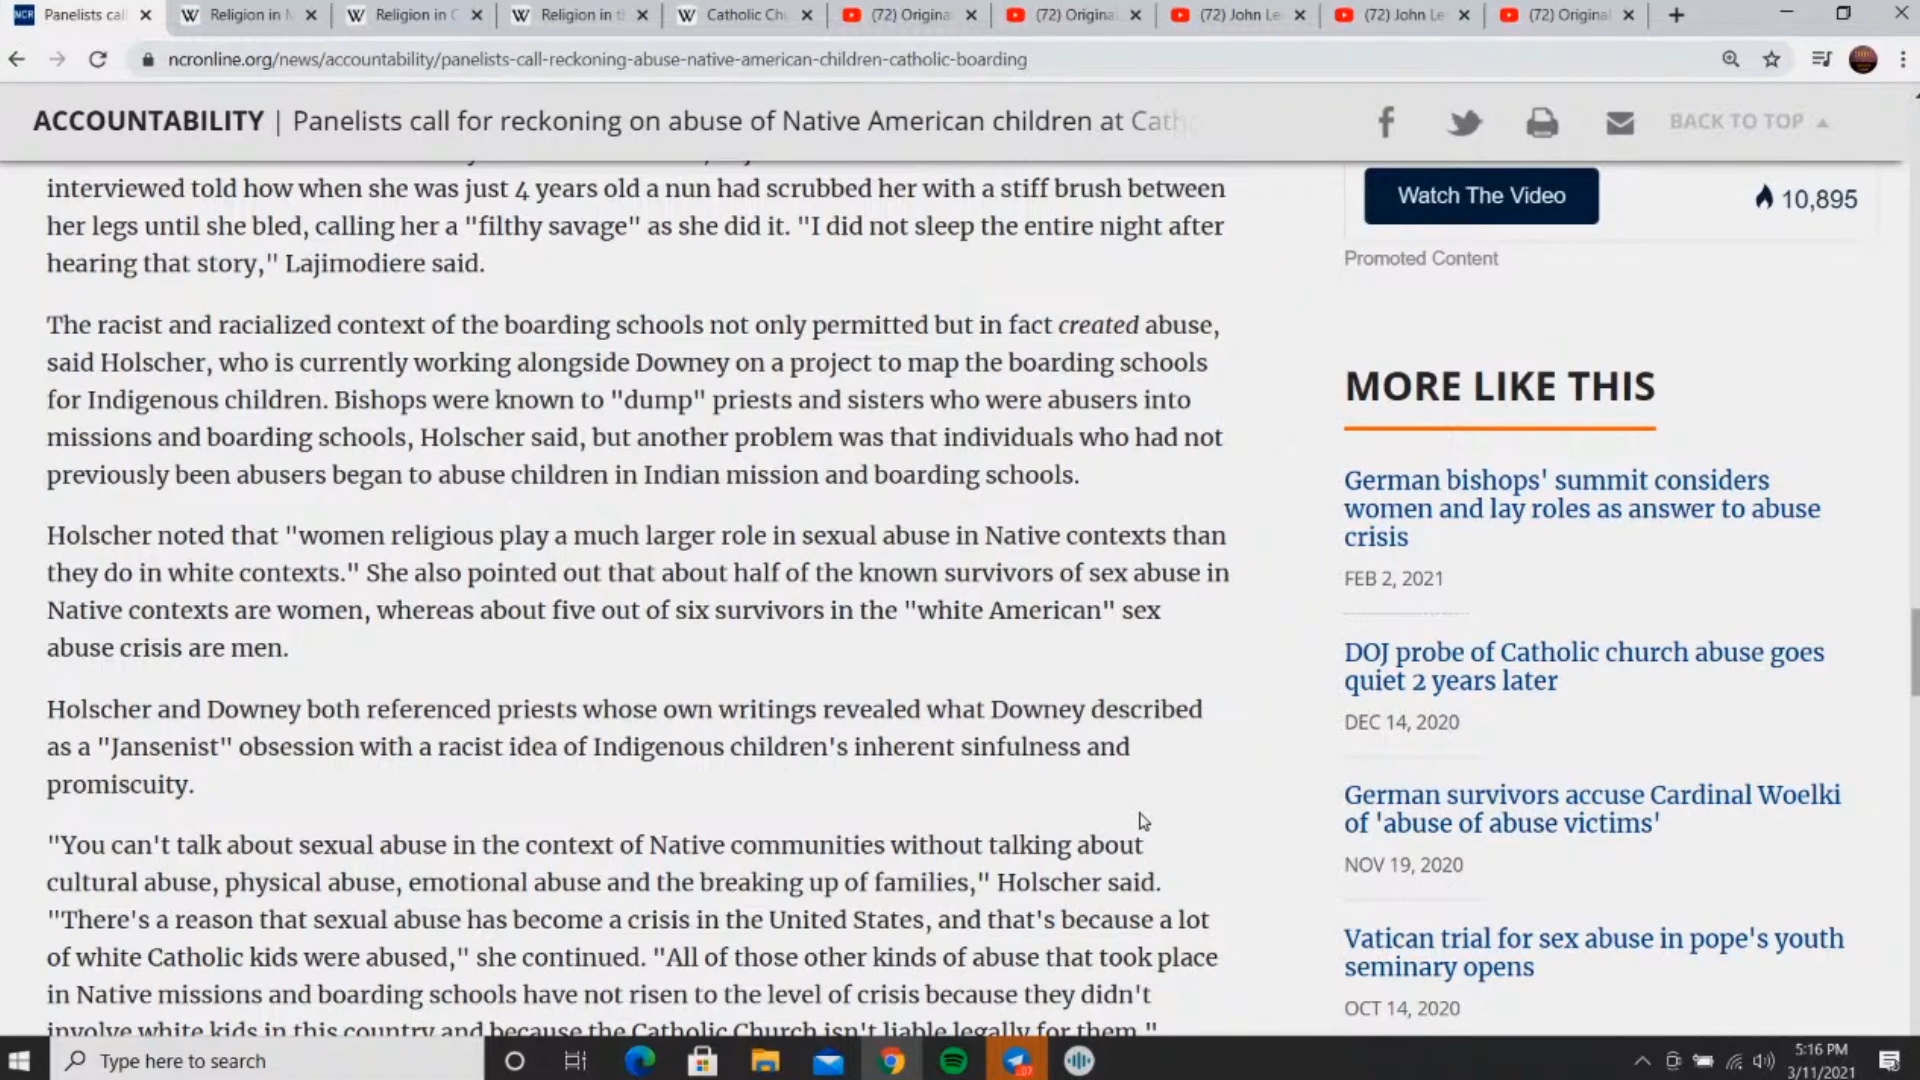 NCR Panelists call
Religion in
Religion in
Religion in
Catholic Ch
(72) Origina
(72) Origina
(72) John Le
(72) John Le
(72) Original
ncronline.org/news/accountability/panelists-call-reckoning-abuse-native-american-children-catholic-boarding
ACCOUNTABILITY | Panelists call for reckoning on abuse of Native American children at Cath
BACK TO TOP
interviewed told how when she was just 4 years old a nun had scrubbed her with a stiff brush between
her legs until she bled, calling her a "filthy savage" as she did it. "I did not sleep the entire night after
hearing that story," Lajimodiere said.
The racist and racialized context of the boarding schools not only permitted but in fact created abuse,
said Holscher, who is currently working alongside Downey on a project to map the boarding schools
for Indigenous children. Bishops were known to "dump" priests and sisters who were abusers into
missions and boarding schools, Holscher said, but another problem was that individuals who had not
previously been abusers began to abuse children in Indian mission and boarding schools.
Holscher noted that "women religious play a much larger role in sexual abuse in Native contexts than
they do in white contexts." She also pointed out that about half of the known survivors of sex abuse in
Native contexts are women, whereas about five out of six survivors in the "white American" sex
abuse crisis are men.
Holscher and Downey both referenced priests whose own writings revealed what Downey described
as a "Jansenist" obsession with a racist idea of Indigenous children's inherent sinfulness and
promiscuity.
"You can't talk about sexual abuse in the context of Native communities without talking about
cultural abuse, physical abuse, emotional abuse and the breaking up of families," Holscher said.
"There's a reason that sexual abuse has become a crisis in the United States, and that's because a lot
of white Catholic kids were abused," she continued. "All of those other kinds of abuse that took place
in Native missions and boarding schools have not risen to the level of crisis because they didn't
involve white kids in this country and because the Catholic Church isn't liable legally for them."
Watch The Video
10,895
Promoted Content
MORE LIKE THIS
German bishops' summit considers
women and lay roles as answer to abuse
crisis
FEB 2, 2021
DOJ probe of Catholic church abuse goes
quiet 2 years later
DEC 14, 2020
German survivors accuse Cardinal Woelki
of 'abuse of abuse victims'
NOV 19, 2020
Vatican trial for sex abuse in pope's youth
seminary opens
OCT 14, 2020
Type here to search
5:16 PM
3/11/2021